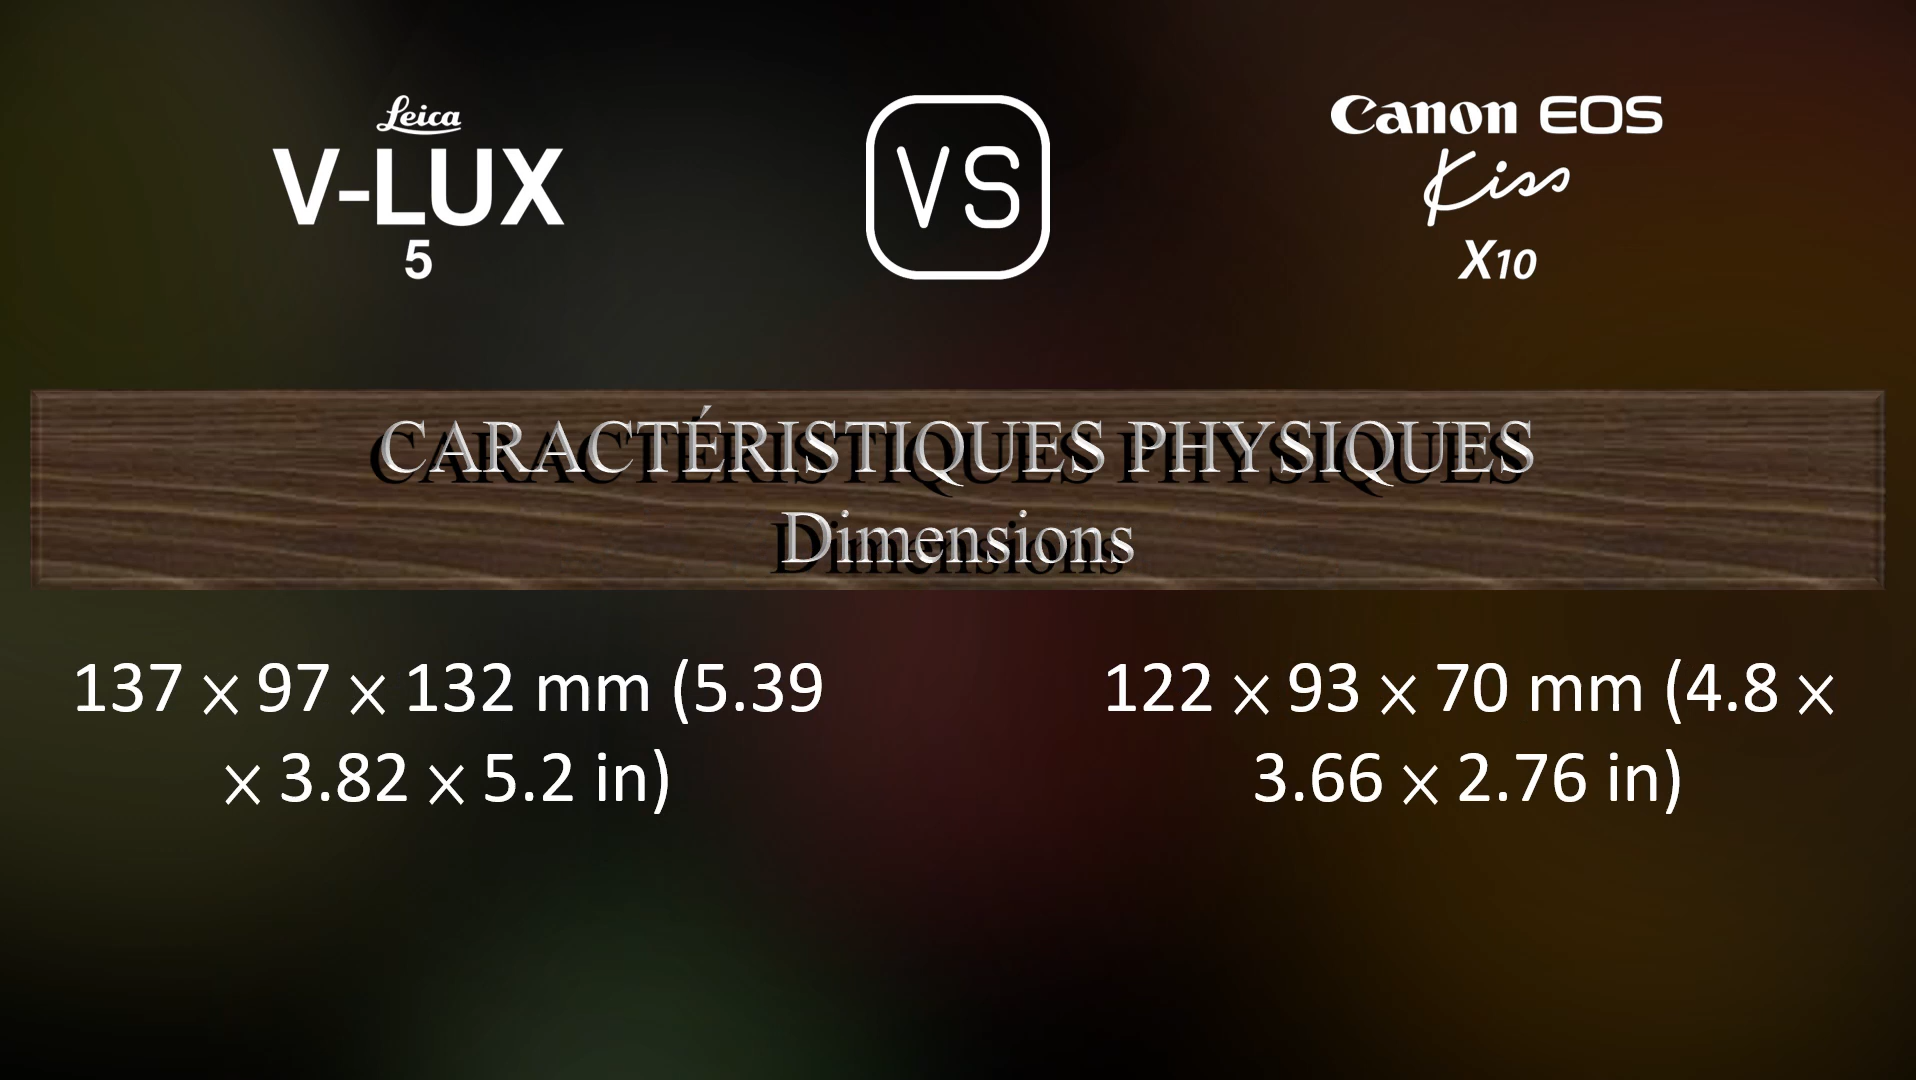 Leica
V-LUX
5
VS
Canon EOS
Kiss
X10
CARACTÉRISTIQUES PHYSIQUES
Dimensions
137 x 97 x 132 mm (5.39
x 3.82 x 5.2 in)
122 x 93 x 70 mm (4.8 x
3.66 x 2.76 in)